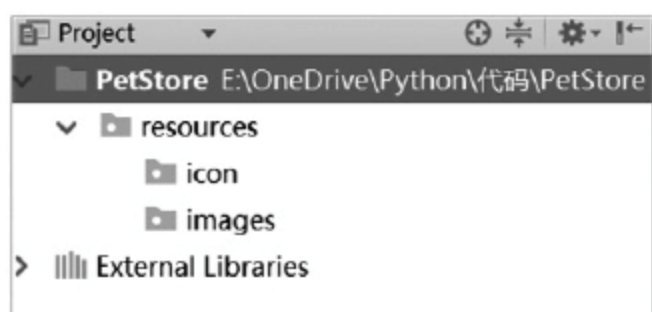 Project
PetStore E:\OneDrive\Python\代码\PetStore
resources
icon
images
External Libraries